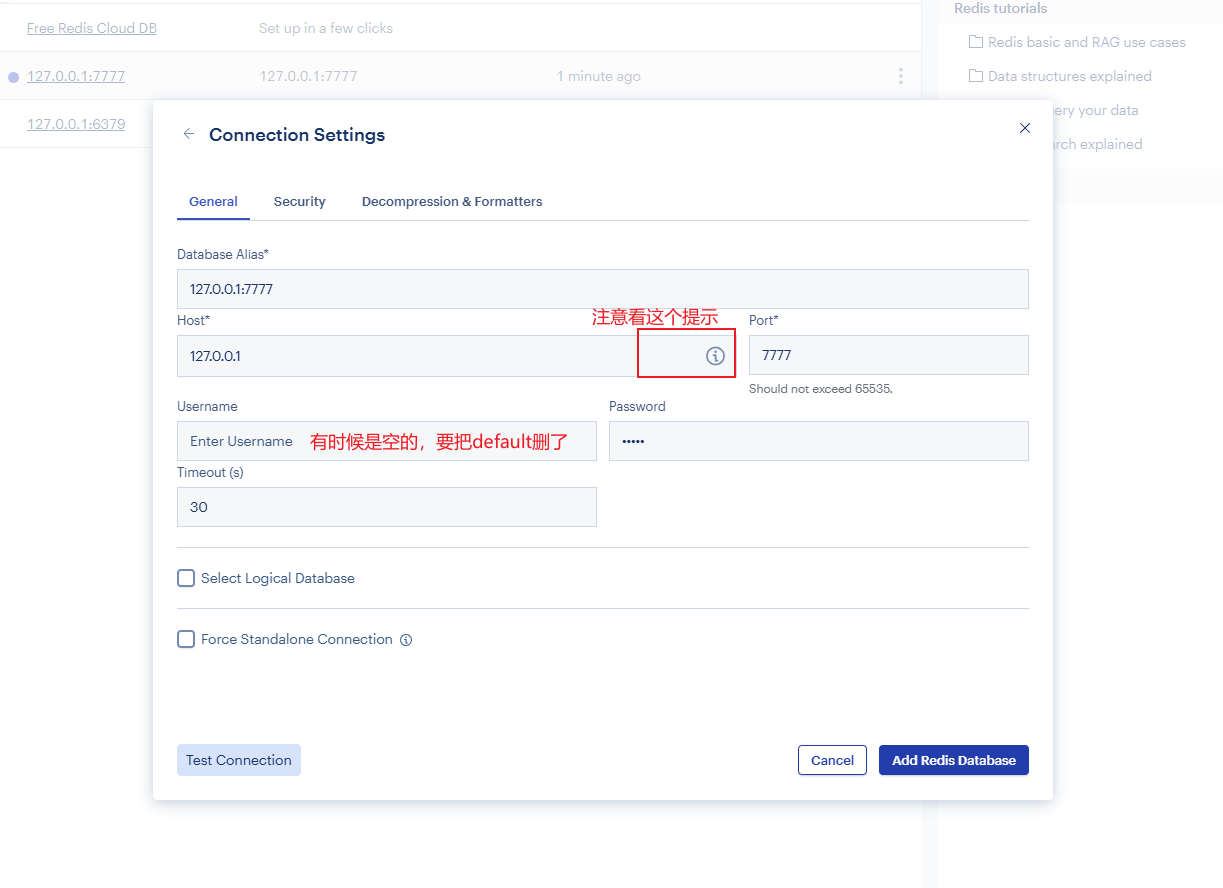 Redis tutorials
Free Redis Cloud DB Set up in a few clicks
Redis basic and RAG use cases
127.0.0.1:7777 127.0.0.1:7777 1 minute ago
Data structures explained
ery your data
127.0.0.1:6379
rch explained
Connection Settings
General Security Decompression & Formatters
Database Alias*
127.0.0.1:7777
注意看这个提示
Host* Port*
127.0.0.1 7777
Should not exceed 65535.
Username Password
Enter Username 有时候是空的，要把default删了 •••••
Timeout (s)
30
Select Logical Database
Force Standalone Connection
Test Connection Cancel Add Redis Database